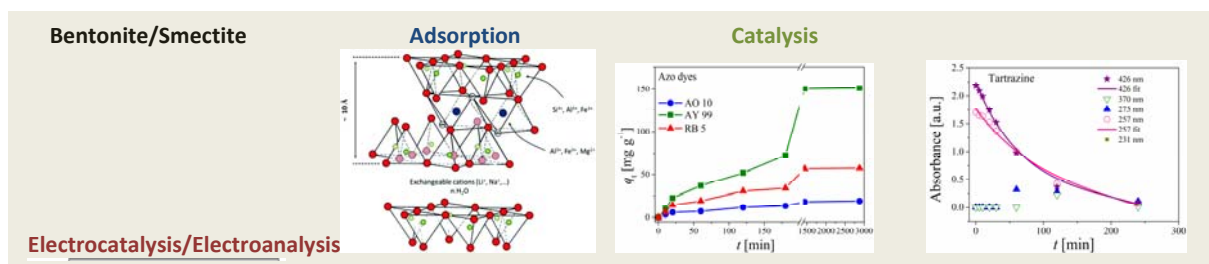 Bentonite/Smectite
Adsorption
Catalysis
~ 10 Å
Si⁴⁺, Al³⁺, Fe³⁺
Al³⁺, Fe³⁺, Mg²⁺
Exchangeable cations (Li⁺, Na⁺,...)
n H₂O
Electrocatalysis/Electroanalysis
Azo dyes
AO 10
AY 99
RB 5
150
100
50
0
qₜ [mg g⁻¹]
0 50 100 150 1500 2000 2500 3000
t [min]
Tartrazine
426 nm
426 fit
370 nm
273 nm
257 nm
257 fit
231 nm
2.5
2.0
1.5
1.0
0.5
0.0
Absorbance [a.u.]
0 100 200 300
t [min]